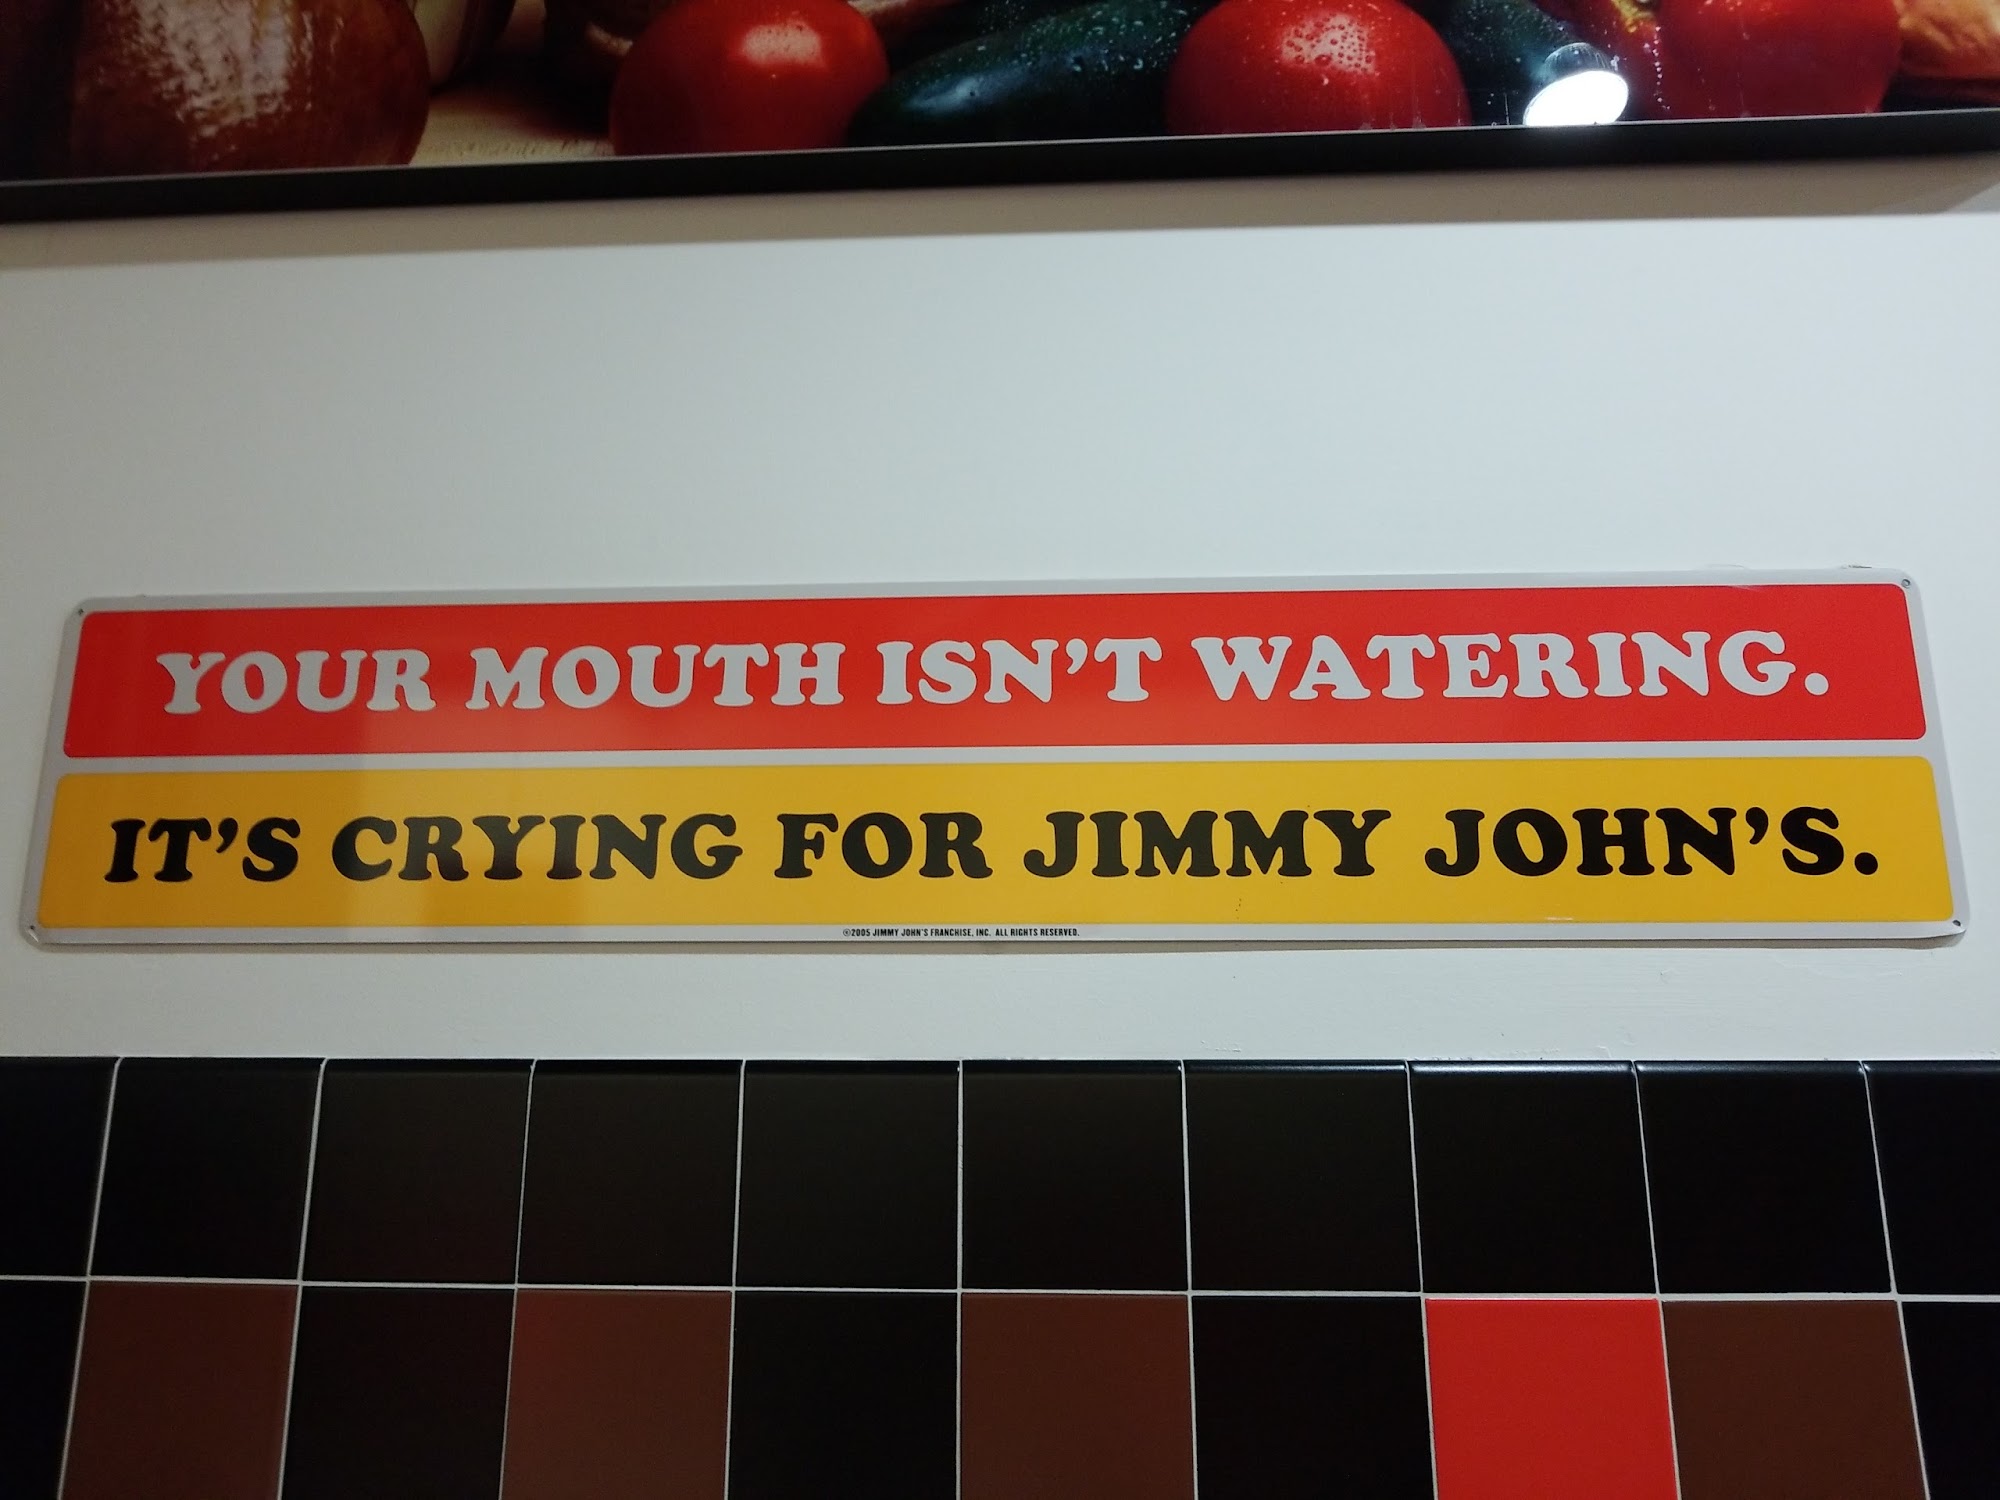 YOUR MOUTH ISN'T WATERING.
IT'S CRYING FOR JIMMY JOHN'S.
©2005 JIMMY JOHN'S FRANCHISE, INC. ALL RIGHTS RESERVED.